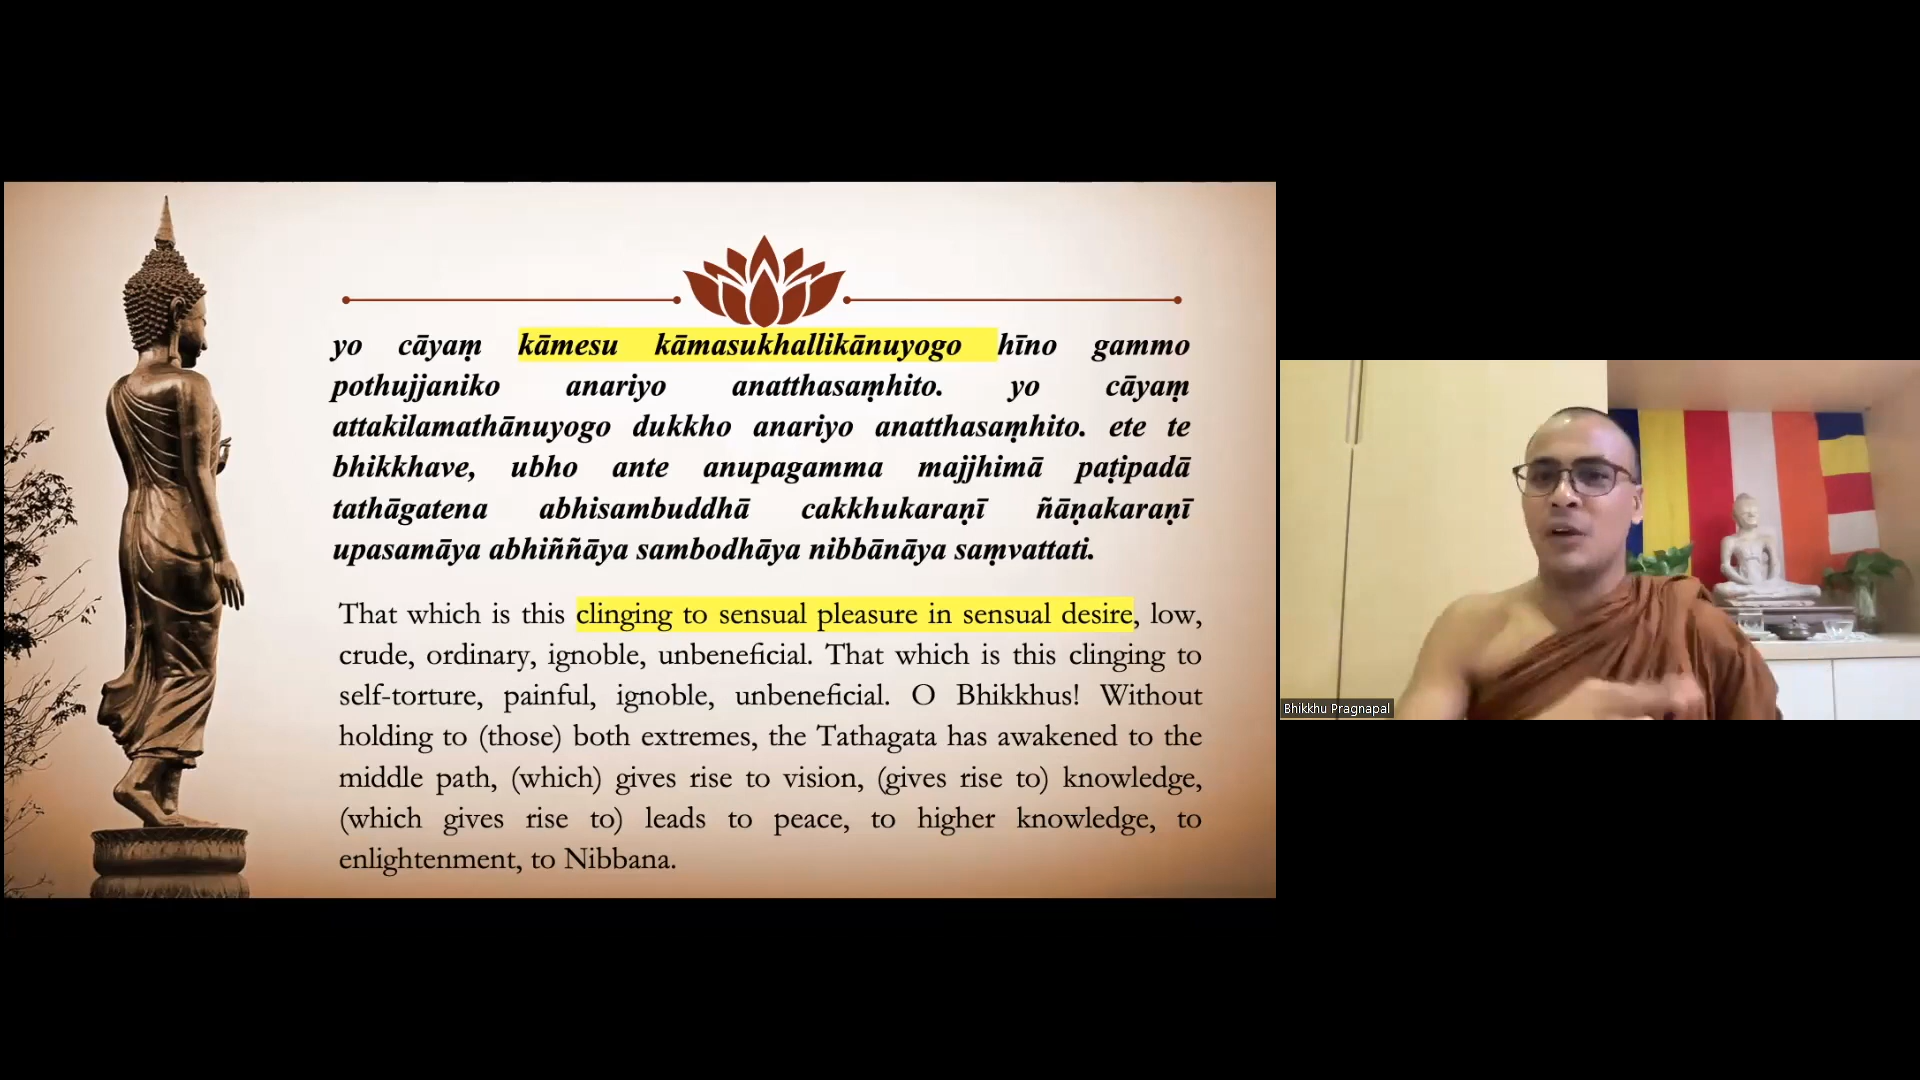 yo cāyaṃ kāmesu kāmasukhallikānuyogo hīno gammo
pothujjaniko anariyo anatthasaṃhito. yo cāyaṃ
attakilamathānuyogo dukkho anariyo anatthasaṃhito. ete te
bhikkhave, ubho ante anupagamma majjhimā paṭipadā
tathāgatena abhisambuddhā cakkhukaraṇī ñāṇakaraṇī
upasamāya abhiññāya sambodhāya nibbānāya saṃvattati.
That which is this clinging to sensual pleasure in sensual desire, low,
crude, ordinary, ignoble, unbeneficial. That which is this clinging to
self-torture, painful, ignoble, unbeneficial. O Bhikkhus! Without
holding to (those) both extremes, the Tathagata has awakened to the
middle path, (which) gives rise to vision, (gives rise to) knowledge,
(which gives rise to) leads to peace, to higher knowledge, to
enlightenment, to Nibbana.
Bhikkhu Pragnapal